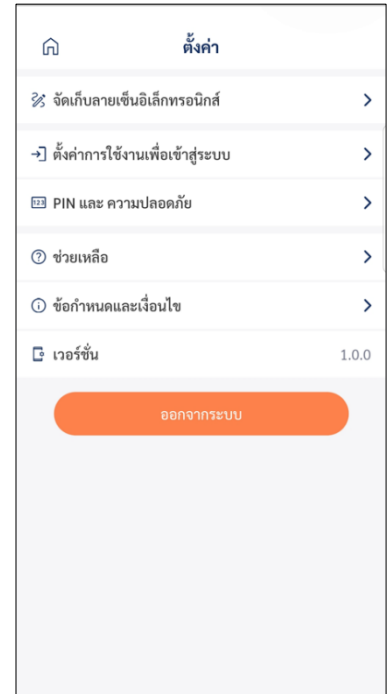 ตั้งค่า
จัดเก็บลายเซ็นอิเล็กทรอนิกส์
ตั้งค่าการใช้งานเพื่อเข้าสู่ระบบ
123 PIN และ ความปลอดภัย
ช่วยเหลือ
ข้อกำหนดและเงื่อนไข
เวอร์ชั่น 1.0.0
ออกจากระบบ